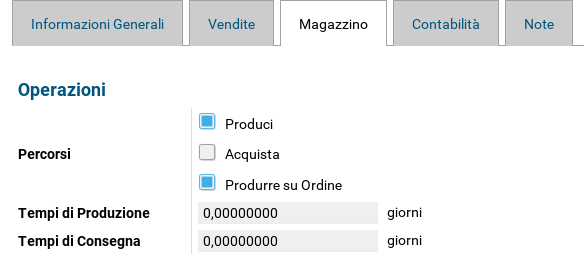 Informazioni Generali Vendite Magazzino Contabilità Note
Operazioni
Produci
Percorsi
Acquista
Produrre su Ordine
Tempi di Produzione 0,00000000 giorni
Tempi di Consegna 0,00000000 giorni